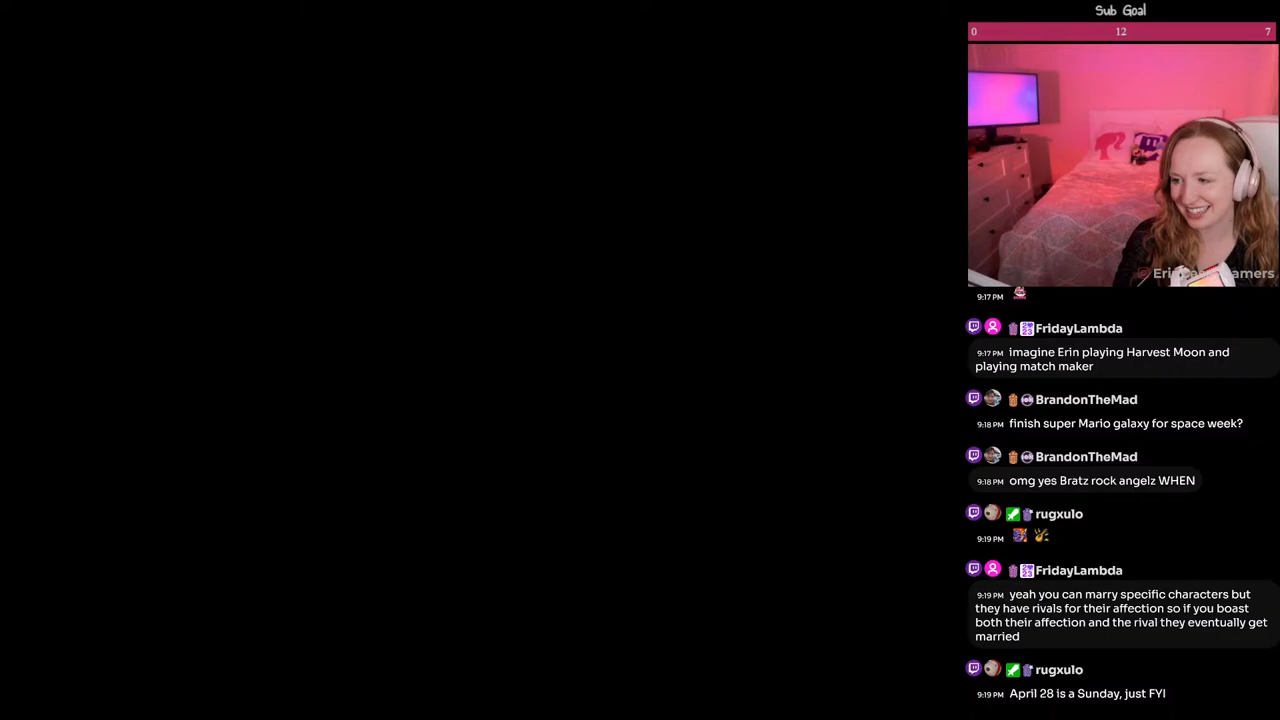 Sub Goal
0 12 7
9:17 PM
FridayLambda
9:17 PM imagine Erin playing Harvest Moon and
playing match maker
BrandonTheMad
9:18 PM finish super Mario galaxy for space week?
BrandonTheMad
9:18 PM omg yes Bratz rock angelz WHEN
rugxulo
9:19 PM
FridayLambda
9:19 PM yeah you can marry specific characters but
they have rivals for their affection so if you boast
both their affection and the rival they eventually get
married
rugxulo
9:19 PM April 28 is a Sunday, just FYI